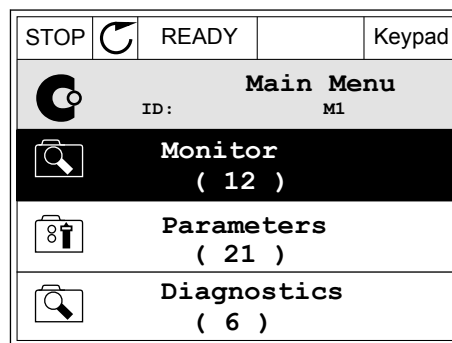 STOP READY Keypad
Main Menu
ID: M1
Monitor
( 12 )
Parameters
( 21 )
Diagnostics
( 6 )